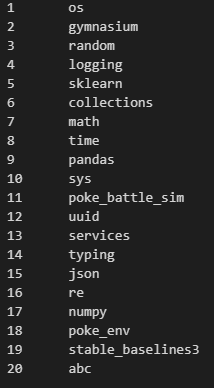 1 os
2 gymnasium
3 random
4 logging
5 sklearn
6 collections
7 math
8 time
9 pandas
10 sys
11 poke_battle_sim
12 uuid
13 services
14 typing
15 json
16 re
17 numpy
18 poke_env
19 stable_baselines3
20 abc